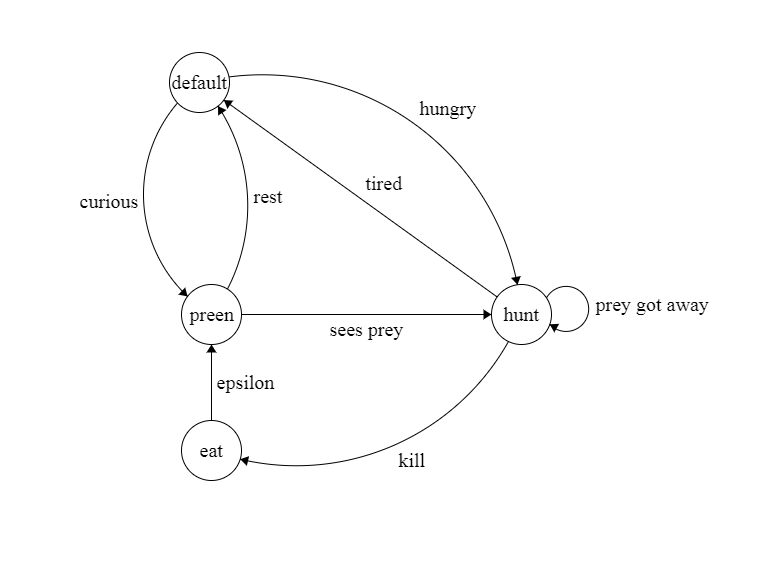 default
hungry
tired
curious
rest
prey got away
preen
hunt
sees prey
epsilon
eat
kill